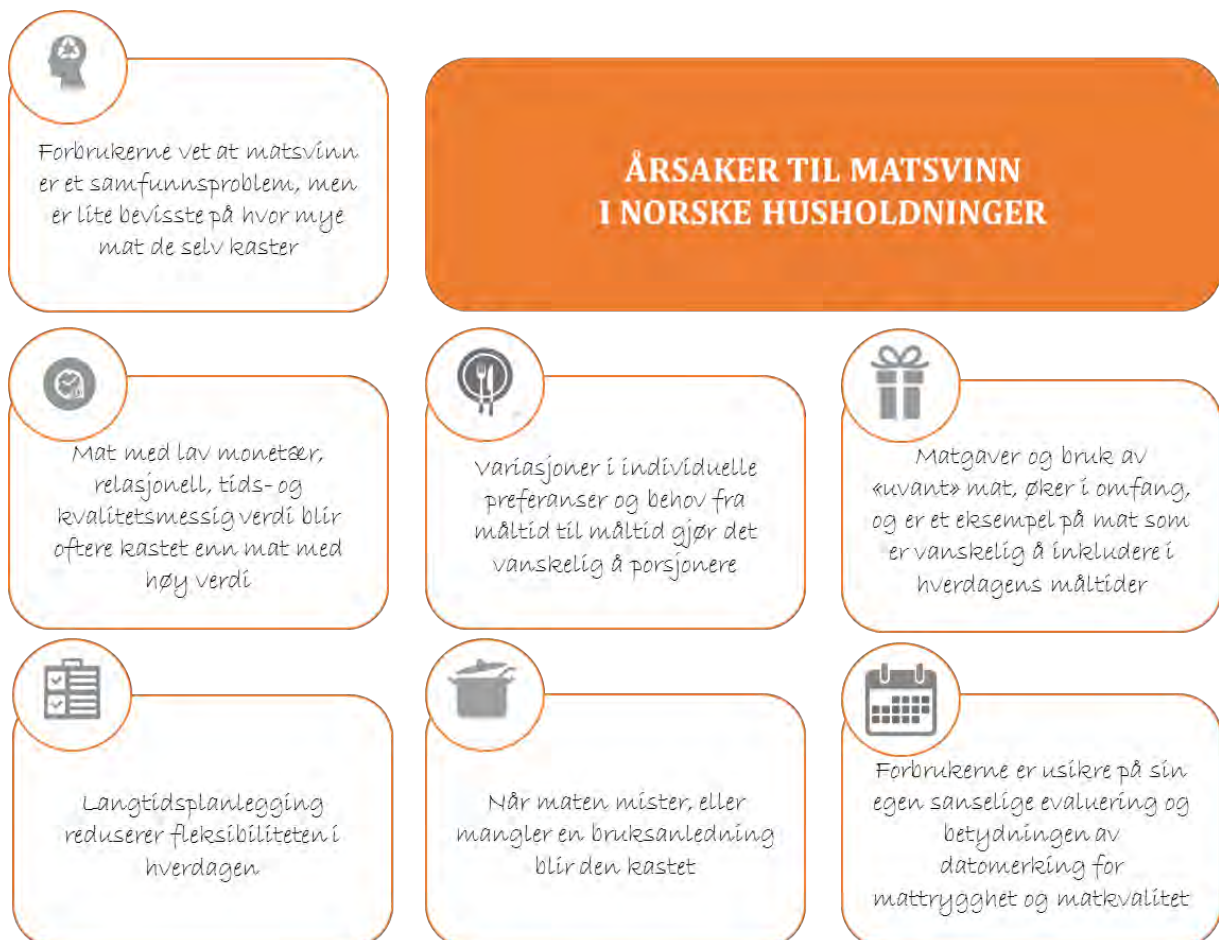 Forbrukerne vet at matsvinn
er et samfunnsproblem, men
er lite bevisste på hvor mye
mat de selv kaster
ÅRSAKER TIL MATSVINN
I NORSKE HUSHOLDNINGER
Mat med lav monetær,
relasjonell, tids- og
kvalitetsmessig verdi blir
oftere kastet enn mat med
høy verdi
Variasjoner i individuelle
preferanser og behov fra
måltid til måltid gjør det
vanskelig å porsjonere
Matgaver og bruk av
«uvant» mat, øker i omfang,
og er et eksempel på mat som
er vanskelig å inkludere i
hverdagens måltider
Langtidsplanlegging
reduserer fleksibiliteten i
hverdagen
Når maten mister, eller
mangler en bruksanledning
blir den kastet
Forbrukerne er usikre på sin
egen sanselige evaluering og
betydningen av
datomerking for
mattrygghet og matkvalitet